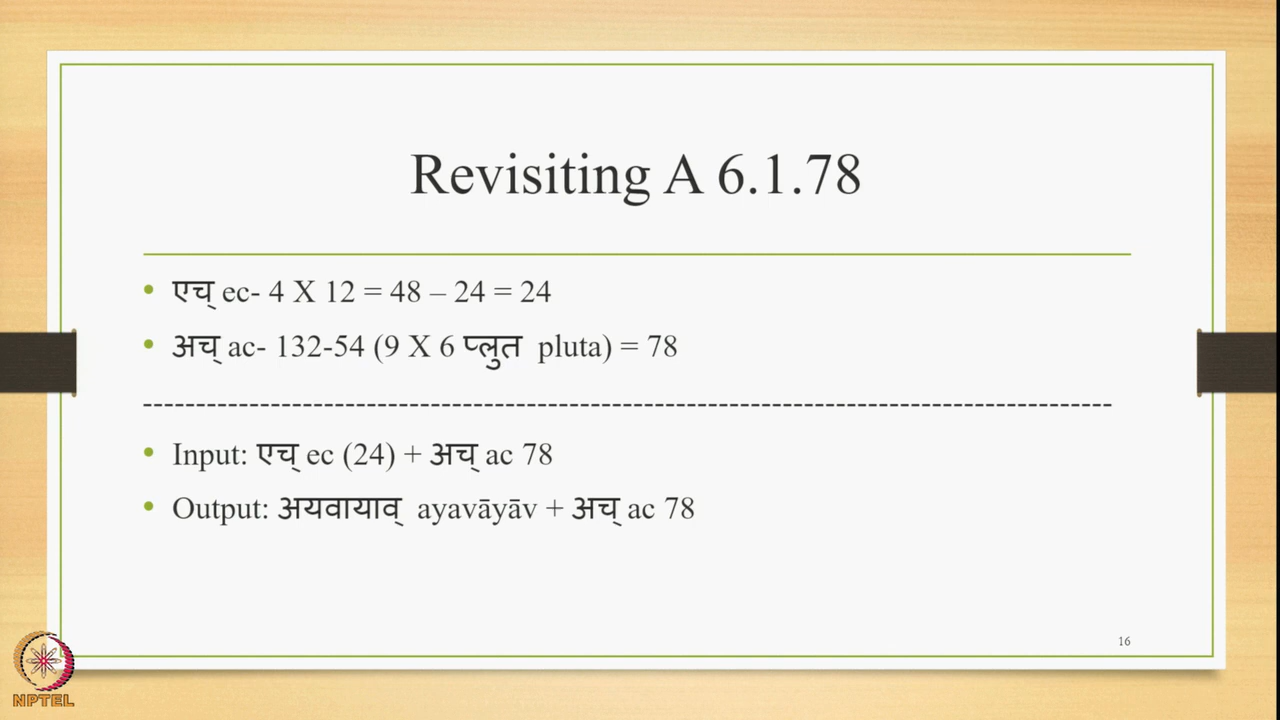 Revisiting A 6.1.78
• एच् ec- 4 X 12 = 48 – 24 = 24
• अच् ac- 132-54 (9 X 6 प्लुत pluta) = 78
--------------------------------------------------------------------------------------------
• Input: एच् ec (24) + अच् ac 78
• Output: अयवायाव् ayavāyāv + अच् ac 78
16
NPTEL